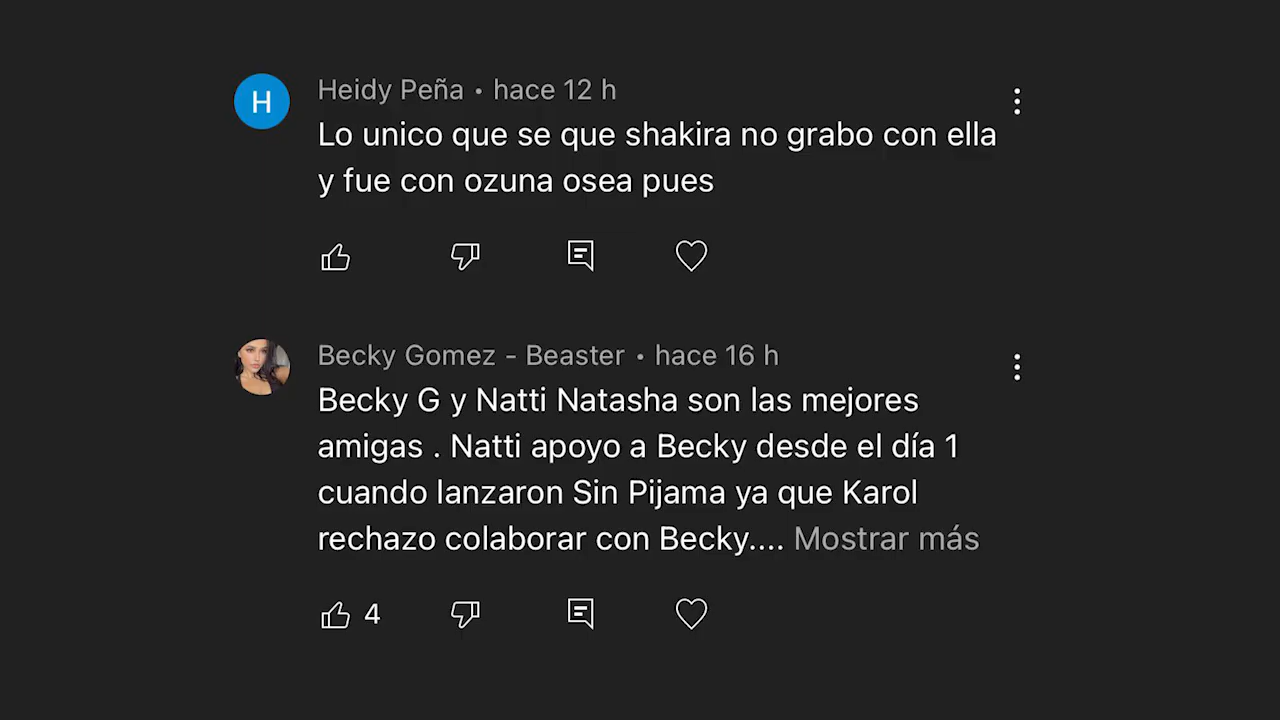 H
Heidy Peña • hace 12 h
Lo unico que se que shakira no grabo con ella
y fue con ozuna osea pues
Becky Gomez - Beaster • hace 16 h
Becky G y Natti Natasha son las mejores
amigas . Natti apoyo a Becky desde el día 1
cuando lanzaron Sin Pijama ya que Karol
rechazo colaborar con Becky.... Mostrar más
4